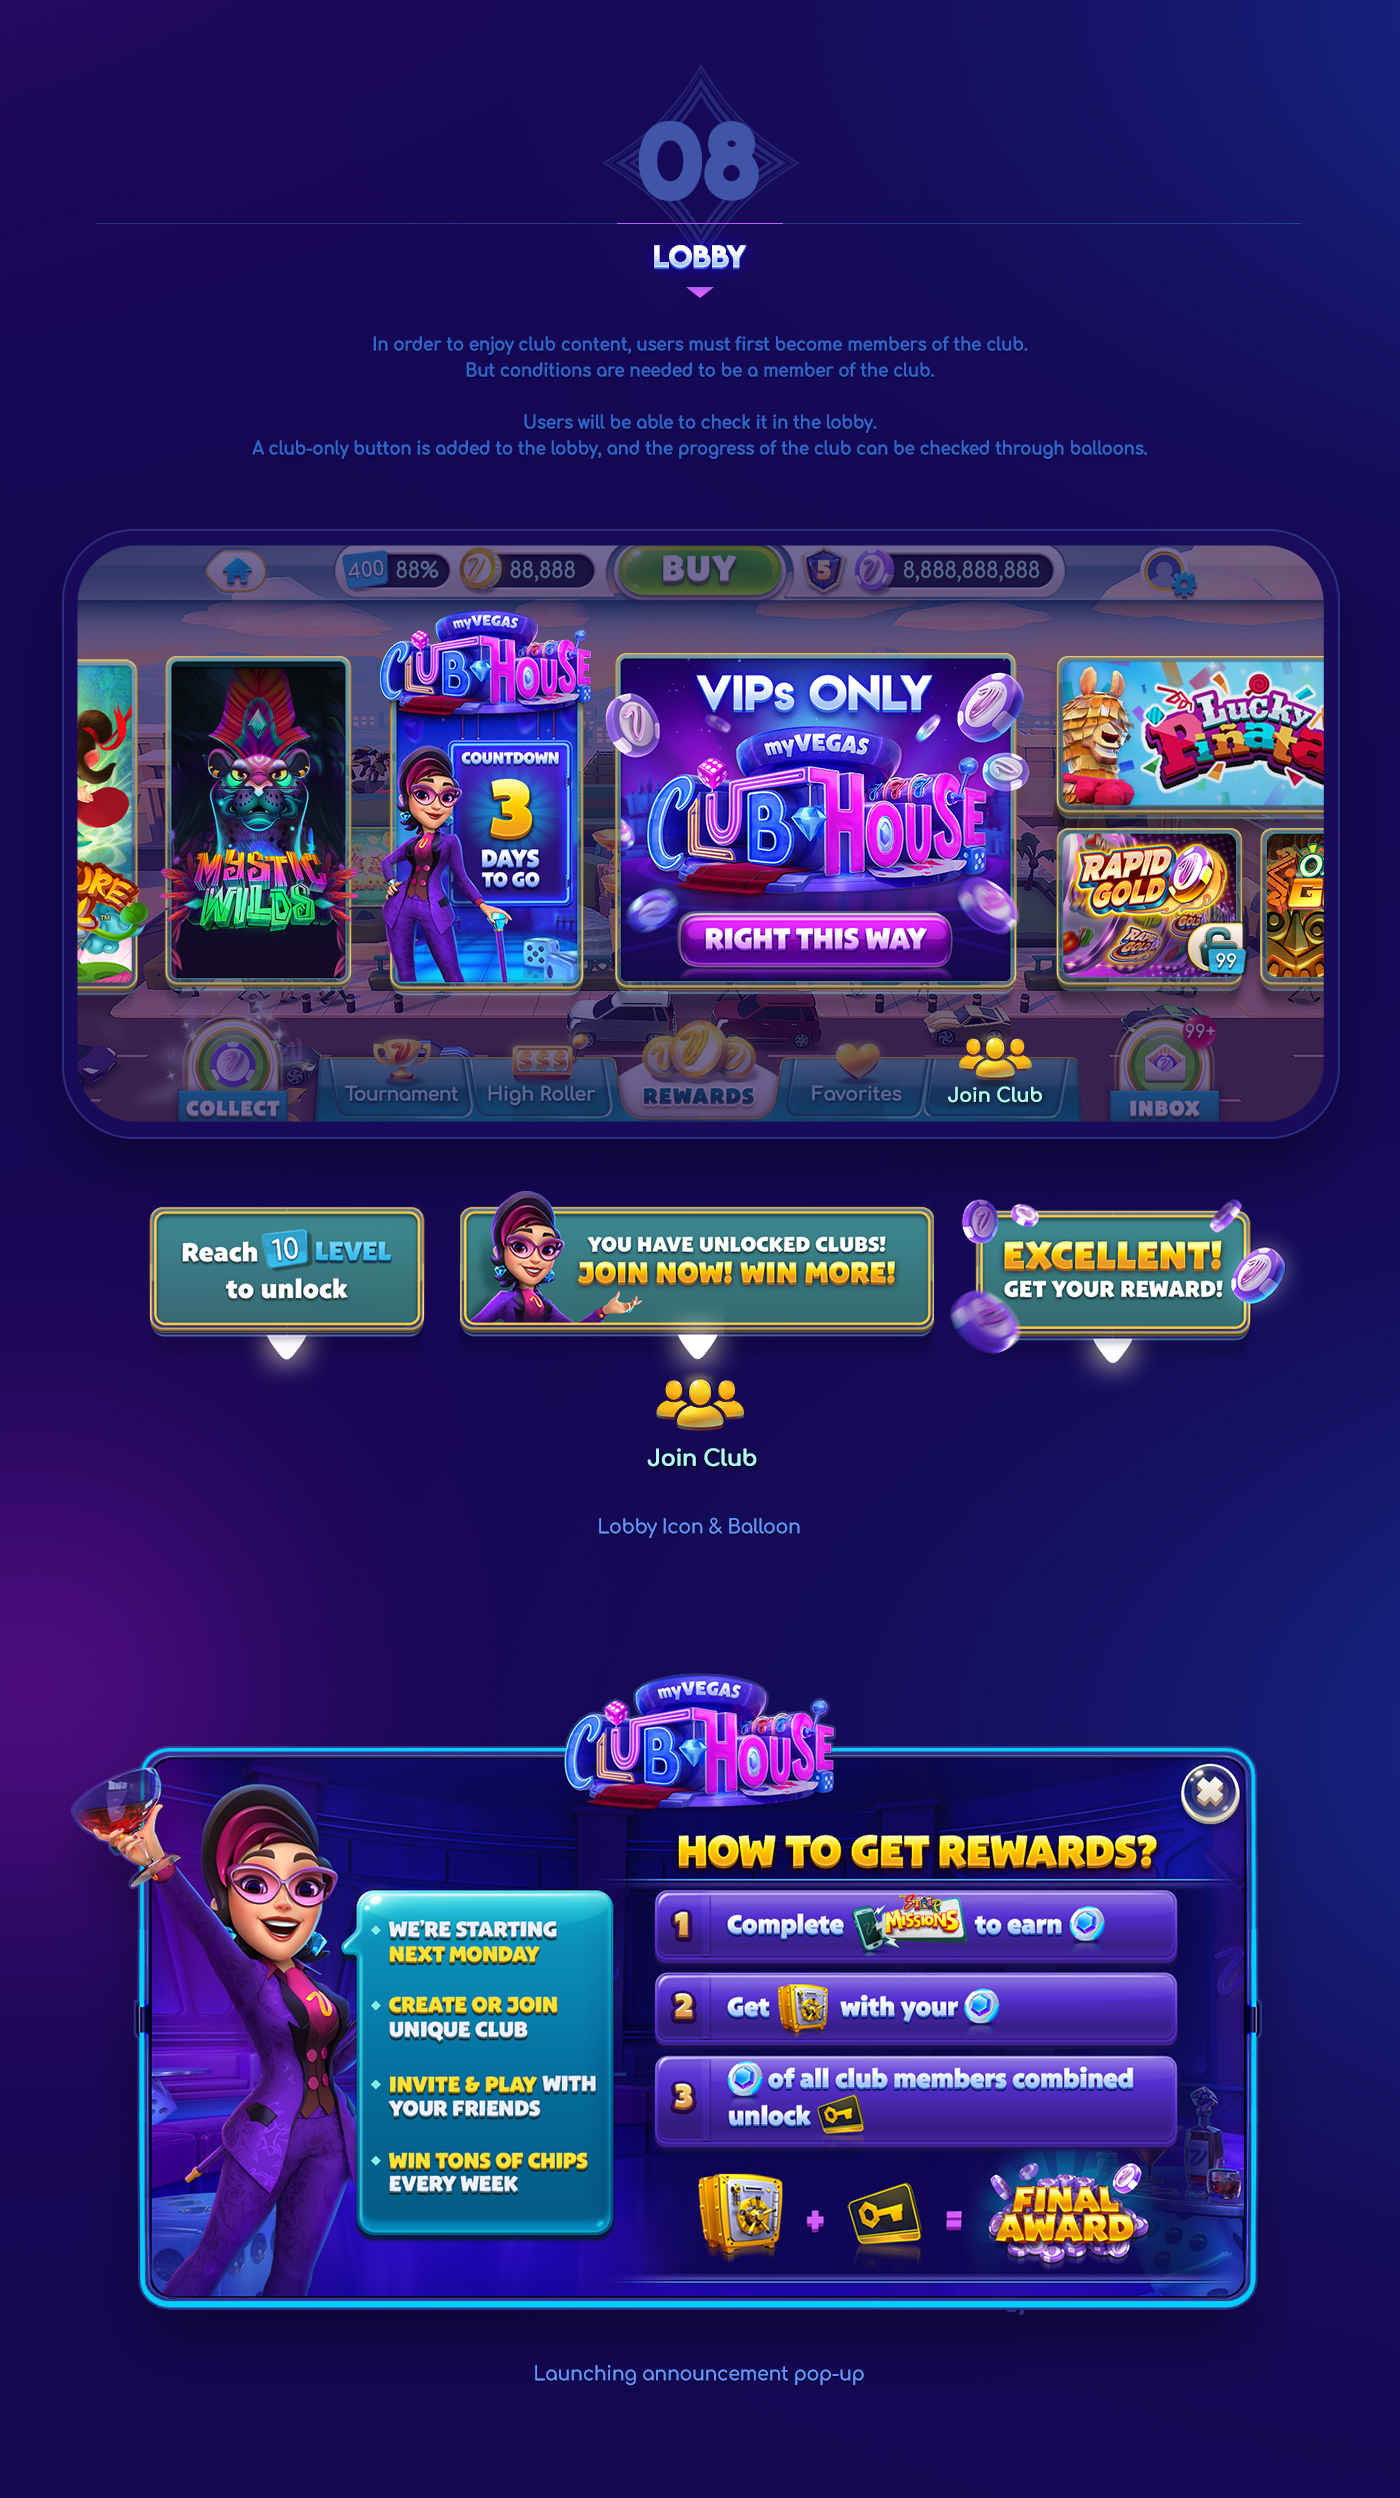 08
LOBBY
In order to enjoy club content, users must first become members of the club.
But conditions are needed to be a member of the club.
Users will be able to check it in the lobby.
A club-only button is added to the lobby, and the progress of the club can be checked through balloons.
400 88% 88,888 BUY 5 8,888,888,888
myVEGAS
CLUB HOUSE
COUNTDOWN
3
DAYS
TO GO
MYSTIC
WILDS
VIPs ONLY
myVEGAS
CLUB HOUSE
RIGHT THIS WAY
Lucky
Piñata
RAPID
GOLD
99
COLLECT
Tournament
High Roller
REWARDS
Favorites
Join Club
99+
INBOX
Reach 10 LEVEL
to unlock
YOU HAVE UNLOCKED CLUBS!
JOIN NOW! WIN MORE!
EXCELLENT!
GET YOUR REWARD!
Join Club
Lobby Icon & Balloon
myVEGAS
CLUB HOUSE
HOW TO GET REWARDS?
WE'RE STARTING
NEXT MONDAY
CREATE OR JOIN
UNIQUE CLUB
INVITE & PLAY WITH
YOUR FRIENDS
WIN TONS OF CHIPS
EVERY WEEK
1 Complete Strip MISSIONS to earn
2 Get with your
3 of all club members combined
unlock
+ =
FINAL
AWARD
Launching announcement pop-up